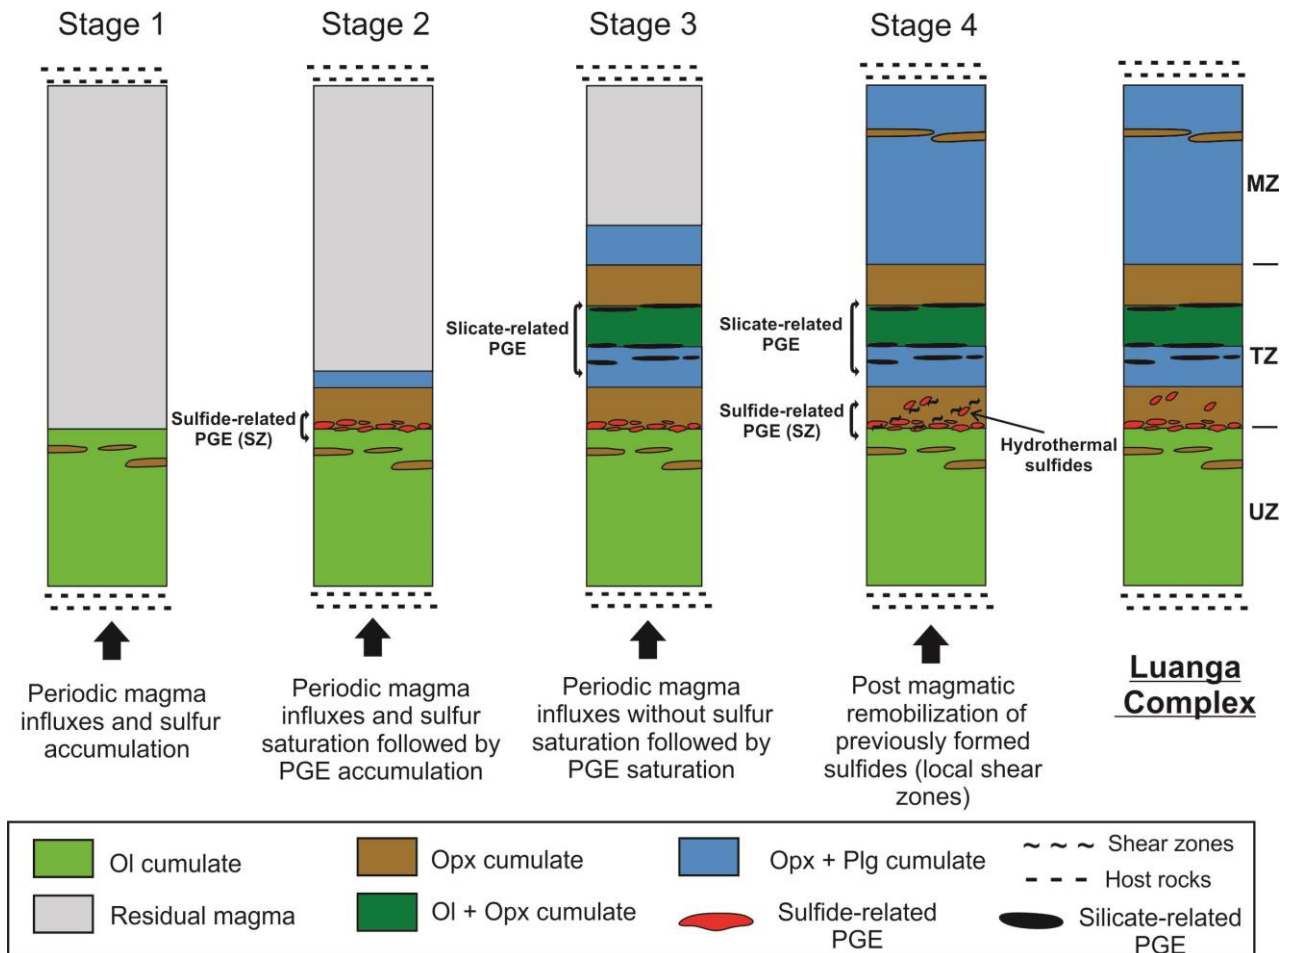 Stage 1
Stage 2
Stage 3
Stage 4
MZ
Slicate-related
PGE
Slicate-related
PGE
TZ
Sulfide-related
PGE (SZ)
Sulfide-related
PGE (SZ)
Hydrothermal
sulfides
UZ
Periodic magma
influxes and sulfur
accumulation
Periodic magma
influxes and sulfur
saturation followed by
PGE accumulation
Periodic magma
influxes without sulfur
saturation followed by
PGE saturation
Post magmatic
remobilization of
previously formed
sulfides (local shear
zones)
Luanga
Complex
Ol cumulate
Opx cumulate
Opx + Plg cumulate
Shear zones
Host rocks
Residual magma
Ol + Opx cumulate
Sulfide-related
PGE
Silicate-related
PGE